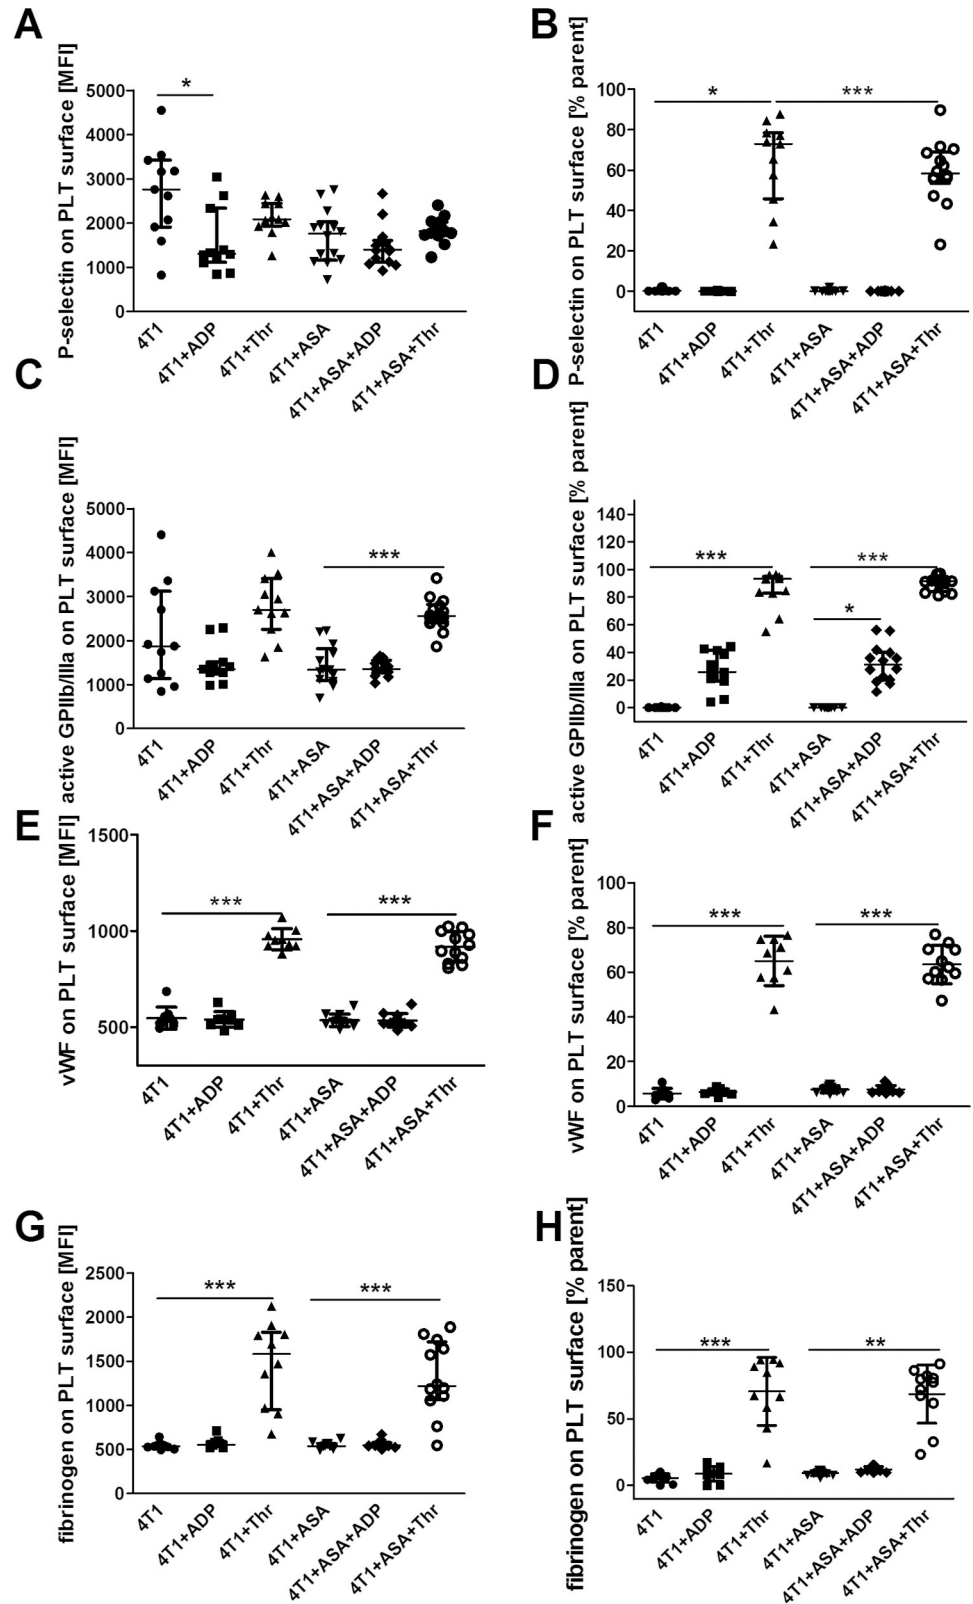 A
P-selectin on PLT surface [MFI]
5000
4000
3000
2000
1000
0
*
4T1
4T1+ADP
4T1+Thr
4T1+ASA
4T1+ASA+ADP
4T1+ASA+Thr
B
P-selectin on PLT surface [% parent]
100
80
60
40
20
0
*
***
4T1
4T1+ADP
4T1+Thr
4T1+ASA
4T1+ASA+ADP
4T1+ASA+Thr
C
active GPIIb/IIIa on PLT surface [MFI]
5000
4000
3000
2000
1000
0
***
4T1
4T1+ADP
4T1+Thr
4T1+ASA
4T1+ASA+ADP
4T1+ASA+Thr
D
active GPIIb/IIIa on PLT surface [% parent]
140
120
100
80
60
40
20
0
***
***
*
4T1
4T1+ADP
4T1+Thr
4T1+ASA
4T1+ASA+ADP
4T1+ASA+Thr
E
vWF on PLT surface [MFI]
1500
1000
500
***
***
4T1
4T1+ADP
4T1+Thr
4T1+ASA
4T1+ASA+ADP
4T1+ASA+Thr
F
vWF on PLT surface [% parent]
100
80
60
40
20
0
***
***
4T1
4T1+ADP
4T1+Thr
4T1+ASA
4T1+ASA+ADP
4T1+ASA+Thr
G
fibrinogen on PLT surface [MFI]
2500
2000
1500
1000
500
0
***
***
4T1
4T1+ADP
4T1+Thr
4T1+ASA
4T1+ASA+ADP
4T1+ASA+Thr
H
fibrinogen on PLT surface [% parent]
150
100
50
0
***
**
4T1
4T1+ADP
4T1+Thr
4T1+ASA
4T1+ASA+ADP
4T1+ASA+Thr